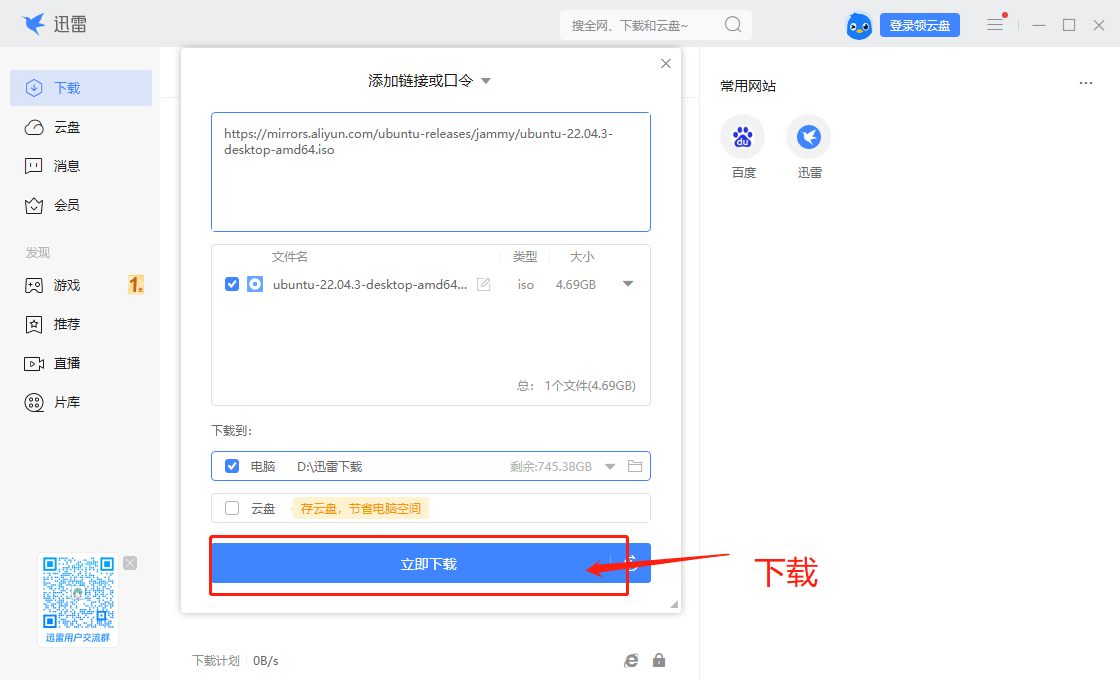 迅雷
搜全网、下载和云盘~
登录领云盘
下载
云盘
消息
会员
发现
游戏
1天
推荐
直播
片库
迅雷用户交流群
添加链接或口令
https://mirrors.aliyun.com/ubuntu-releases/jammy/ubuntu-22.04.3-
desktop-amd64.iso
文件名 类型 大小
ubuntu-22.04.3-desktop-amd64... iso 4.69GB
总: 1个文件(4.69GB)
下载到:
电脑 D:\迅雷下载 剩余:745.38GB
云盘 存云盘，节省电脑空间
立即下载
下载
下载计划 0B/s
常用网站
du
百度 迅雷